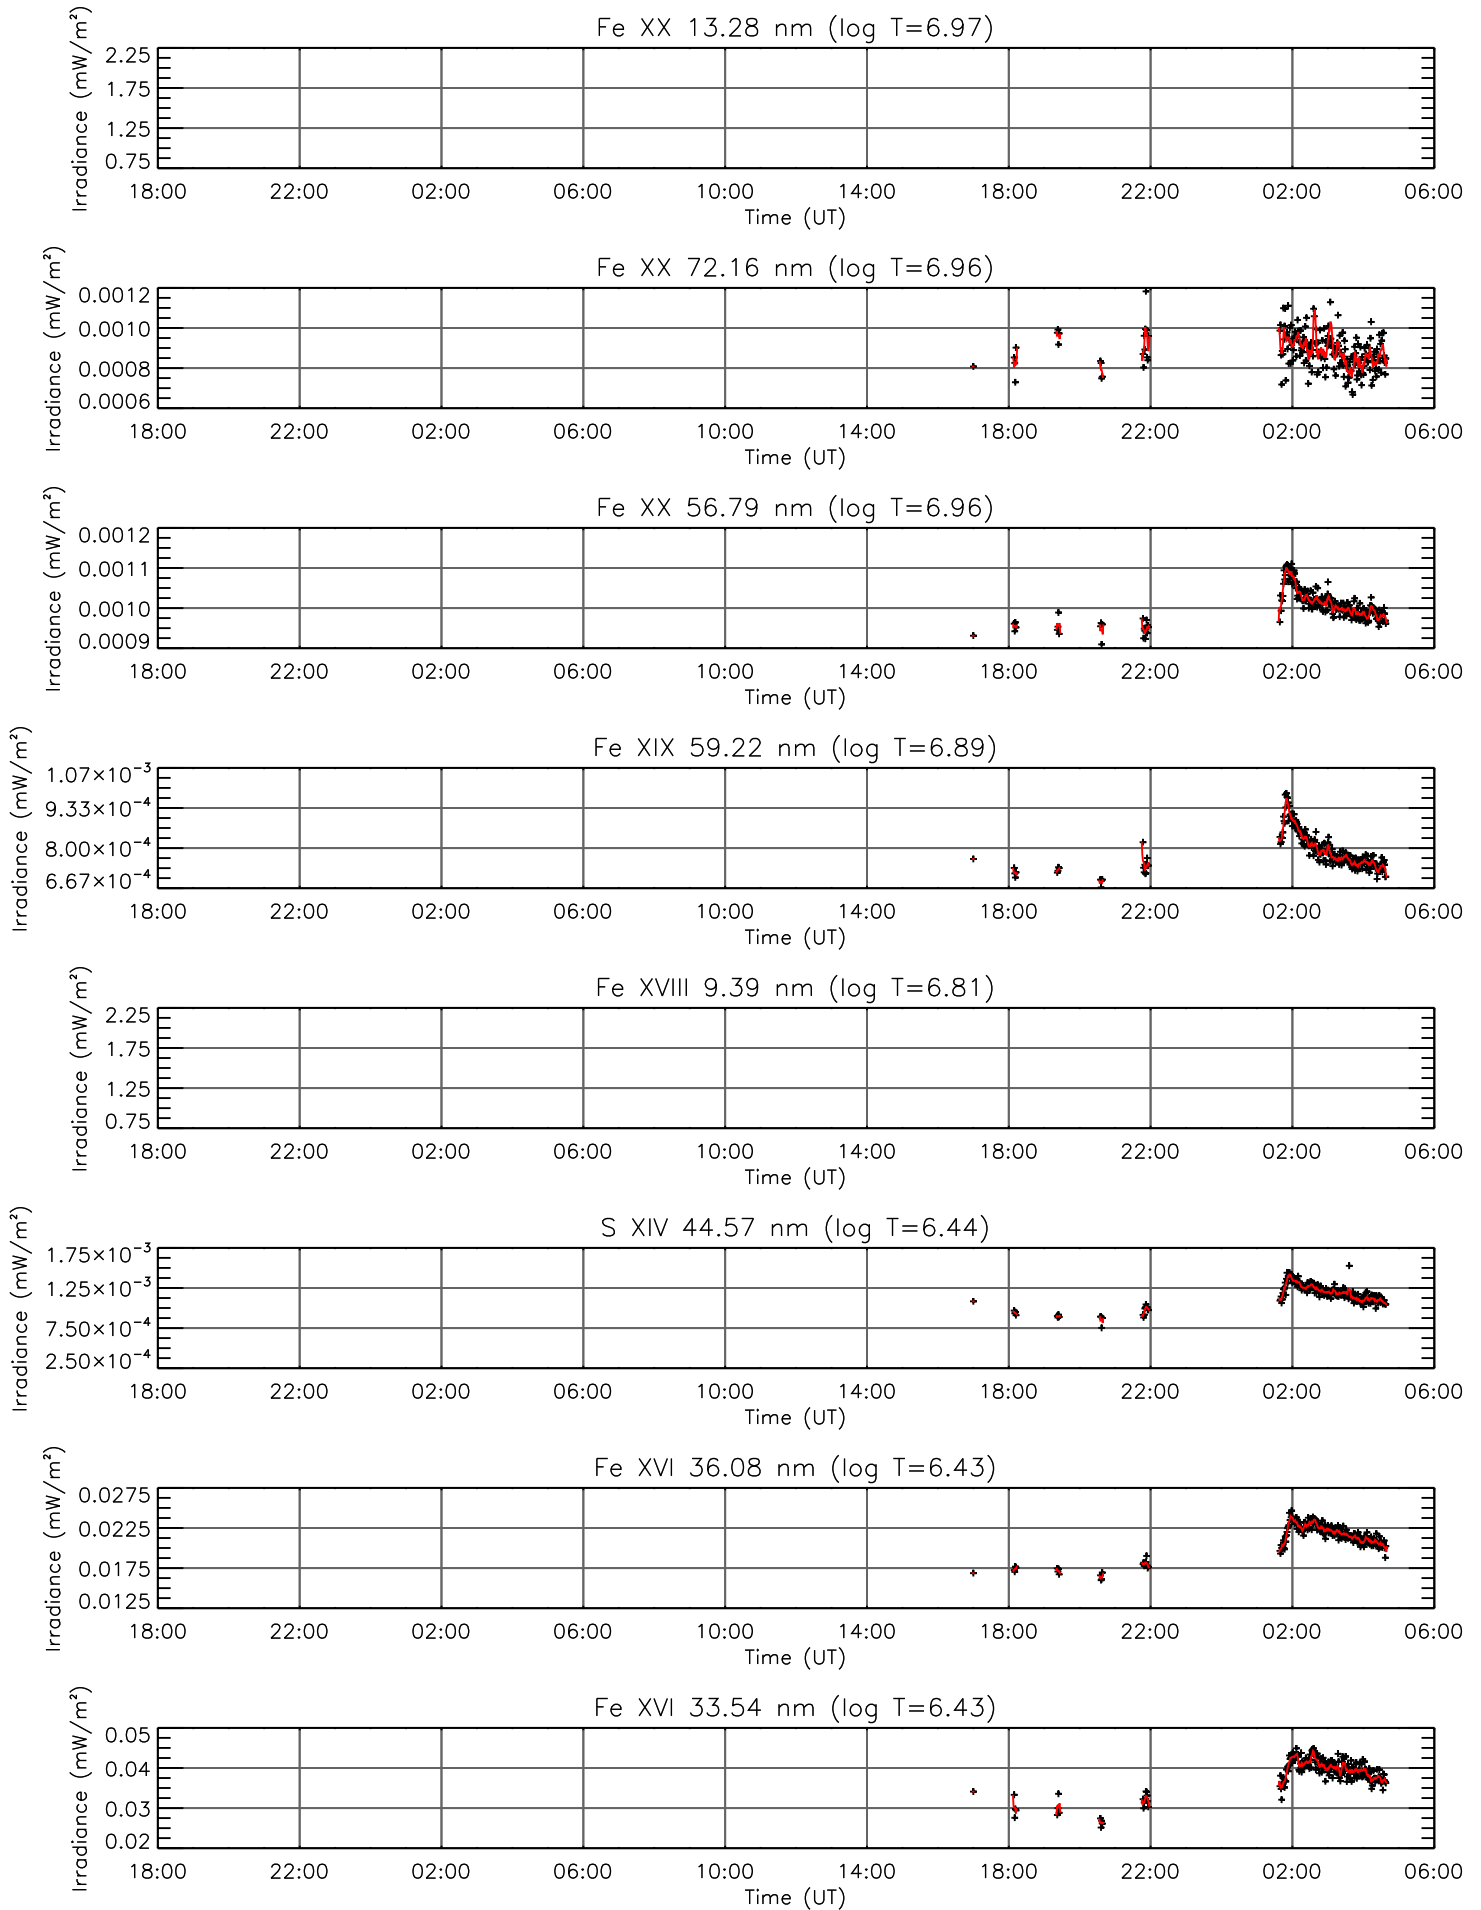 Fe XX 13.28 nm (log T=6.97)
Irradiance (mW/m²)
2.25
1.75
1.25
0.75
18:00 22:00 02:00 06:00 10:00 14:00 18:00 22:00 02:00 06:00
Time (UT)
Fe XX 72.16 nm (log T=6.96)
Irradiance (mW/m²)
0.0012
0.0010
0.0008
0.0006
18:00 22:00 02:00 06:00 10:00 14:00 18:00 22:00 02:00 06:00
Time (UT)
Fe XX 56.79 nm (log T=6.96)
Irradiance (mW/m²)
0.0012
0.0011
0.0010
0.0009
18:00 22:00 02:00 06:00 10:00 14:00 18:00 22:00 02:00 06:00
Time (UT)
Fe XIX 59.22 nm (log T=6.89)
Irradiance (mW/m²)
1.07×10⁻³
9.33×10⁻⁴
8.00×10⁻⁴
6.67×10⁻⁴
18:00 22:00 02:00 06:00 10:00 14:00 18:00 22:00 02:00 06:00
Time (UT)
Fe XVIII 9.39 nm (log T=6.81)
Irradiance (mW/m²)
2.25
1.75
1.25
0.75
18:00 22:00 02:00 06:00 10:00 14:00 18:00 22:00 02:00 06:00
Time (UT)
S XIV 44.57 nm (log T=6.44)
Irradiance (mW/m²)
1.75×10⁻³
1.25×10⁻³
7.50×10⁻⁴
2.50×10⁻⁴
18:00 22:00 02:00 06:00 10:00 14:00 18:00 22:00 02:00 06:00
Time (UT)
Fe XVI 36.08 nm (log T=6.43)
Irradiance (mW/m²)
0.0275
0.0225
0.0175
0.0125
18:00 22:00 02:00 06:00 10:00 14:00 18:00 22:00 02:00 06:00
Time (UT)
Fe XVI 33.54 nm (log T=6.43)
Irradiance (mW/m²)
0.05
0.04
0.03
0.02
18:00 22:00 02:00 06:00 10:00 14:00 18:00 22:00 02:00 06:00
Time (UT)